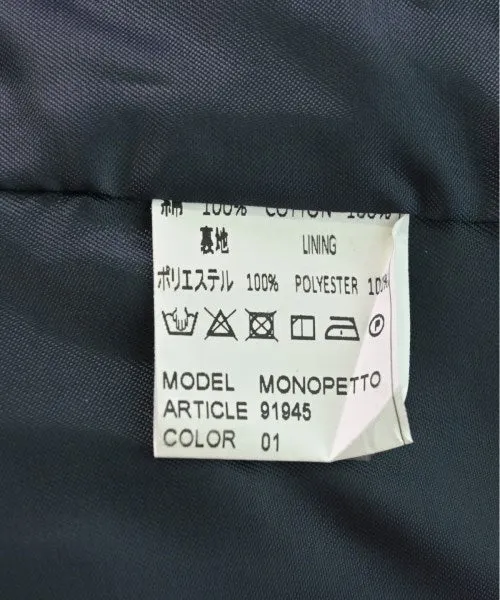 綿 100% COTTON 100%
裏地 LINING
ポリエステル 100% POLYESTER 100%
MODEL MONOPETTO
ARTICLE 91945
COLOR 01